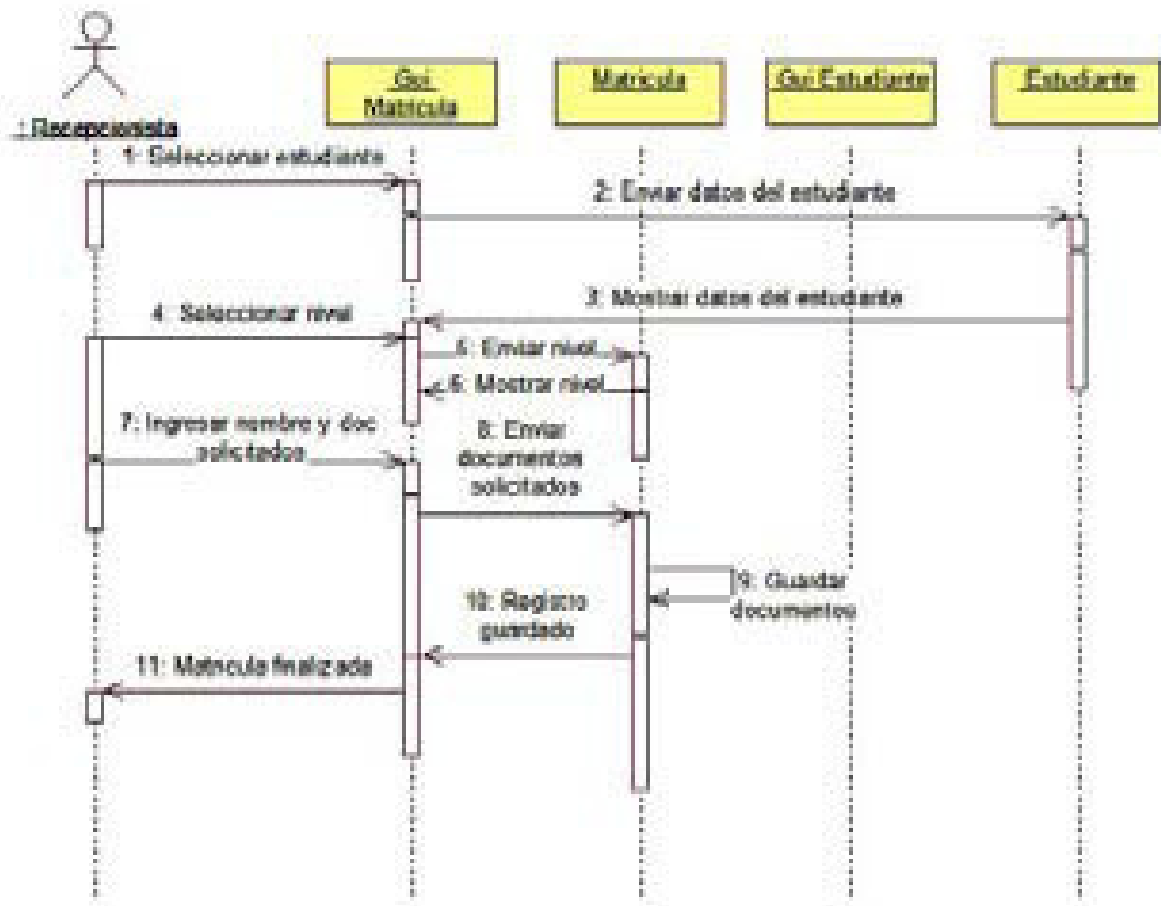 Gui
Matricula
Matricula
Gui Estudiante
Estudiante
: Recepcionista
1: Seleccionar estudiante
2: Enviar datos del estudiante
3: Mostrar datos del estudiante
4: Seleccionar nivel
5: Enviar nivel
6: Mostrar nivel
7: Ingresar nombre y doc
solicitados
8: Enviar
documentos
solicitados
9: Guardar
documentos
10: Registro
guardado
11: Matricula finalizada